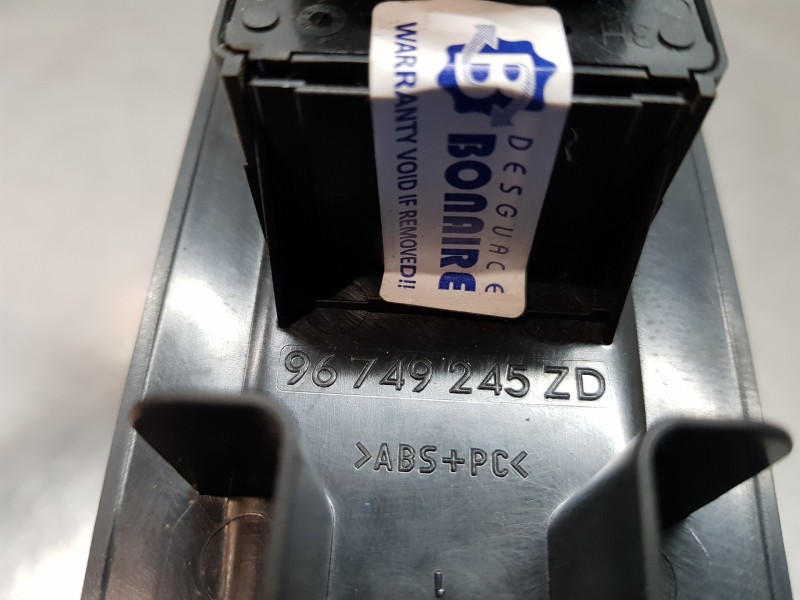 B
DESGUACE
BONAIRE
WARRANTY VOID IF REMOVED!!
96 749 245 ZD
>ABS+PC<
L